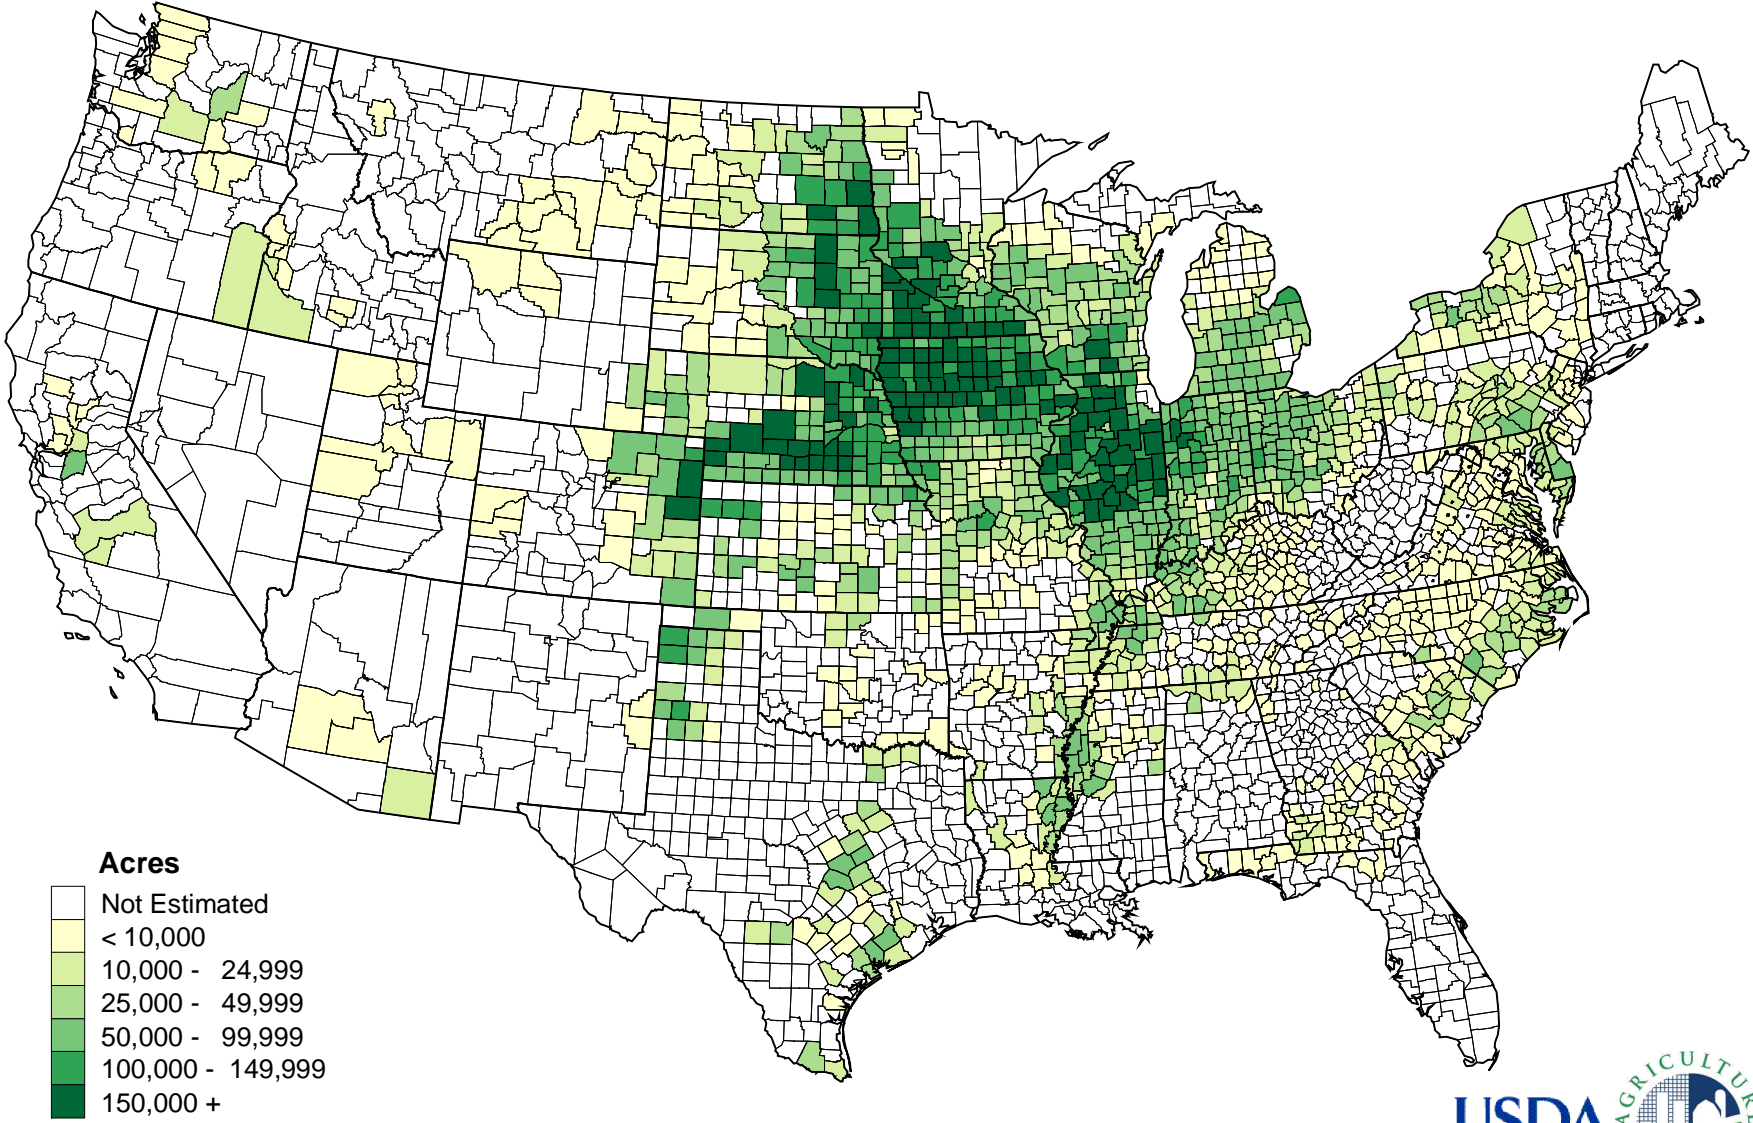 Acres
Not Estimated
< 10,000
10,000 - 24,999
25,000 - 49,999
50,000 - 99,999
100,000 - 149,999
150,000 +
USDA
AGRICULTUR